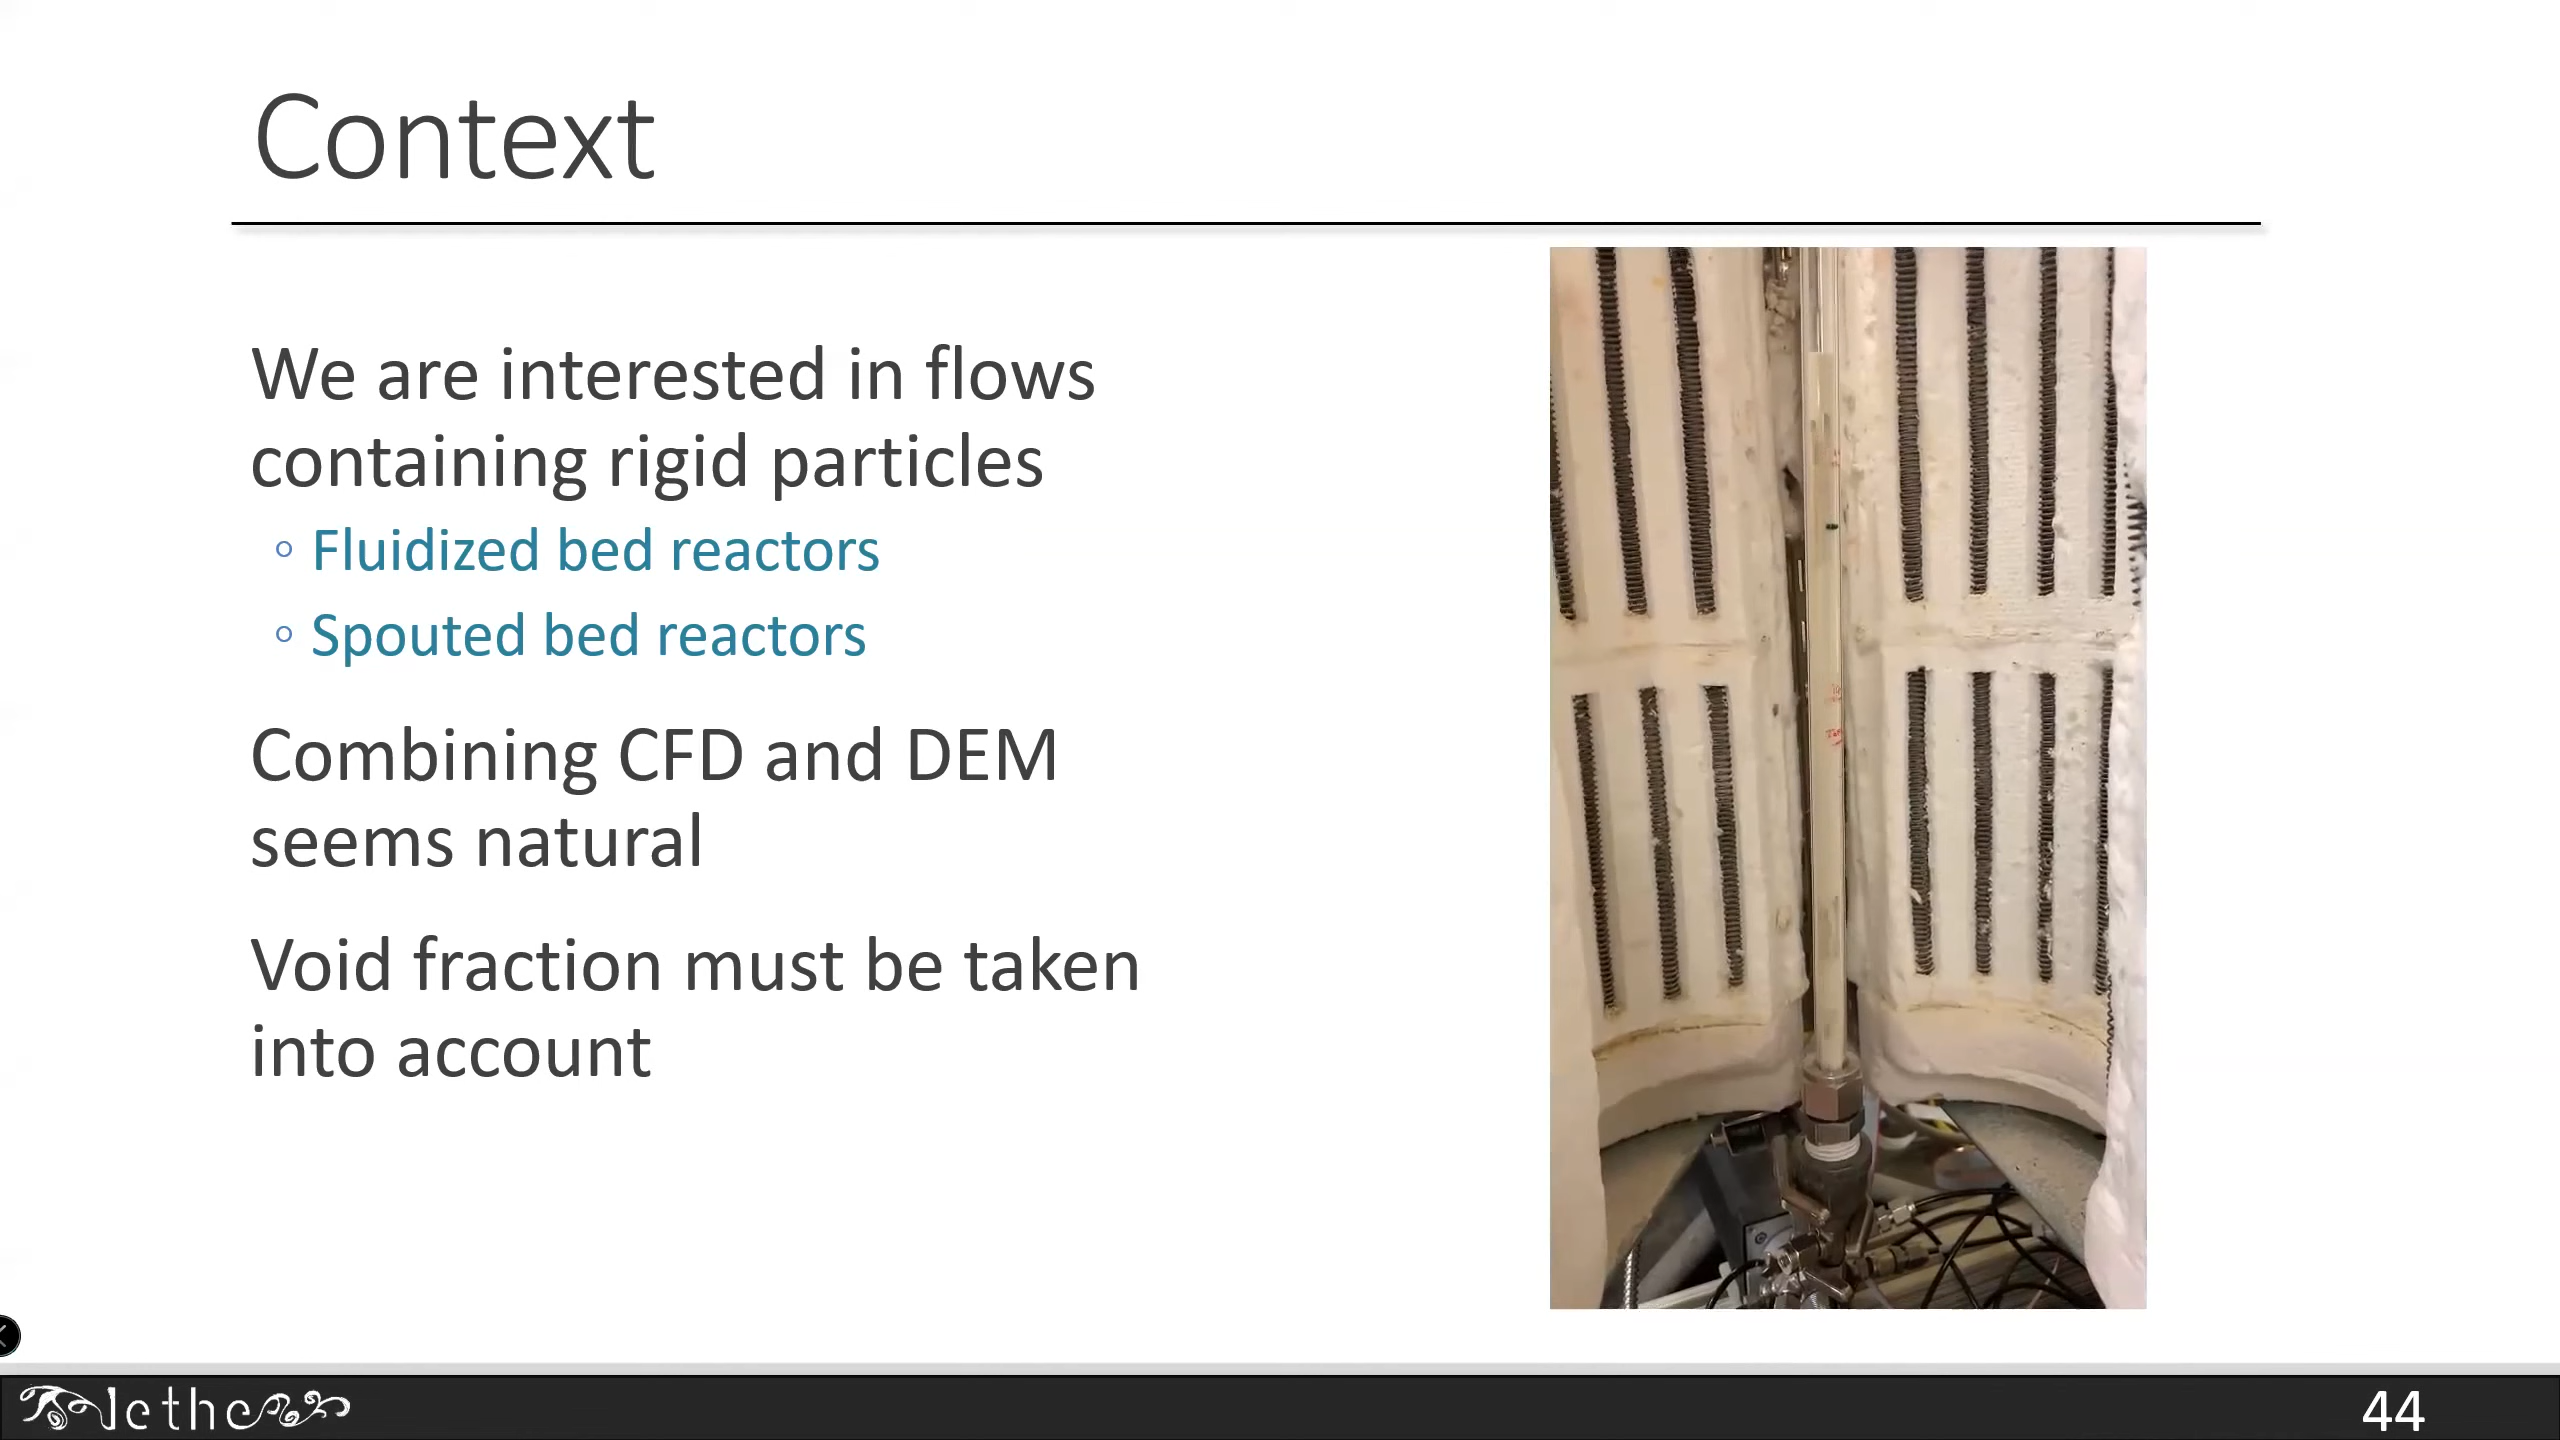 Context
We are interested in flows
containing rigid particles
◦ Fluidized bed reactors
◦ Spouted bed reactors
Combining CFD and DEM
seems natural
Void fraction must be taken
into account
lethe
44